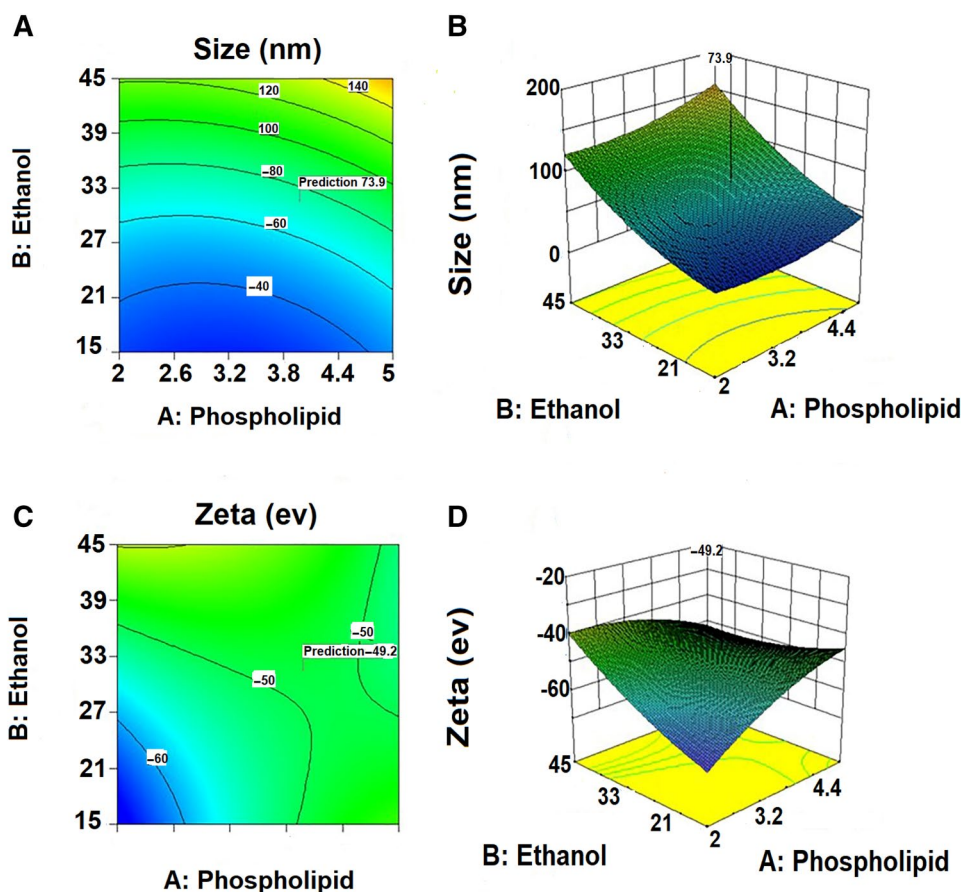 A
Size (nm)
45
39
33
27
21
15
B: Ethanol
120
140
100
−80
Prediction 73.9
−60
−40
2 2.6 3.2 3.8 4.4 5
A: Phospholipid
B
73.9
200
100
0
Size (nm)
45
33
21
2
3.2
4.4
B: Ethanol
A: Phospholipid
C
Zeta (ev)
45
39
33
27
21
15
B: Ethanol
−50
Prediction−49.2
−50
−60
A: Phospholipid
D
−49.2
-20
-40
-60
Zeta (ev)
45
33
21
2
3.2
4.4
B: Ethanol
A: Phospholipid